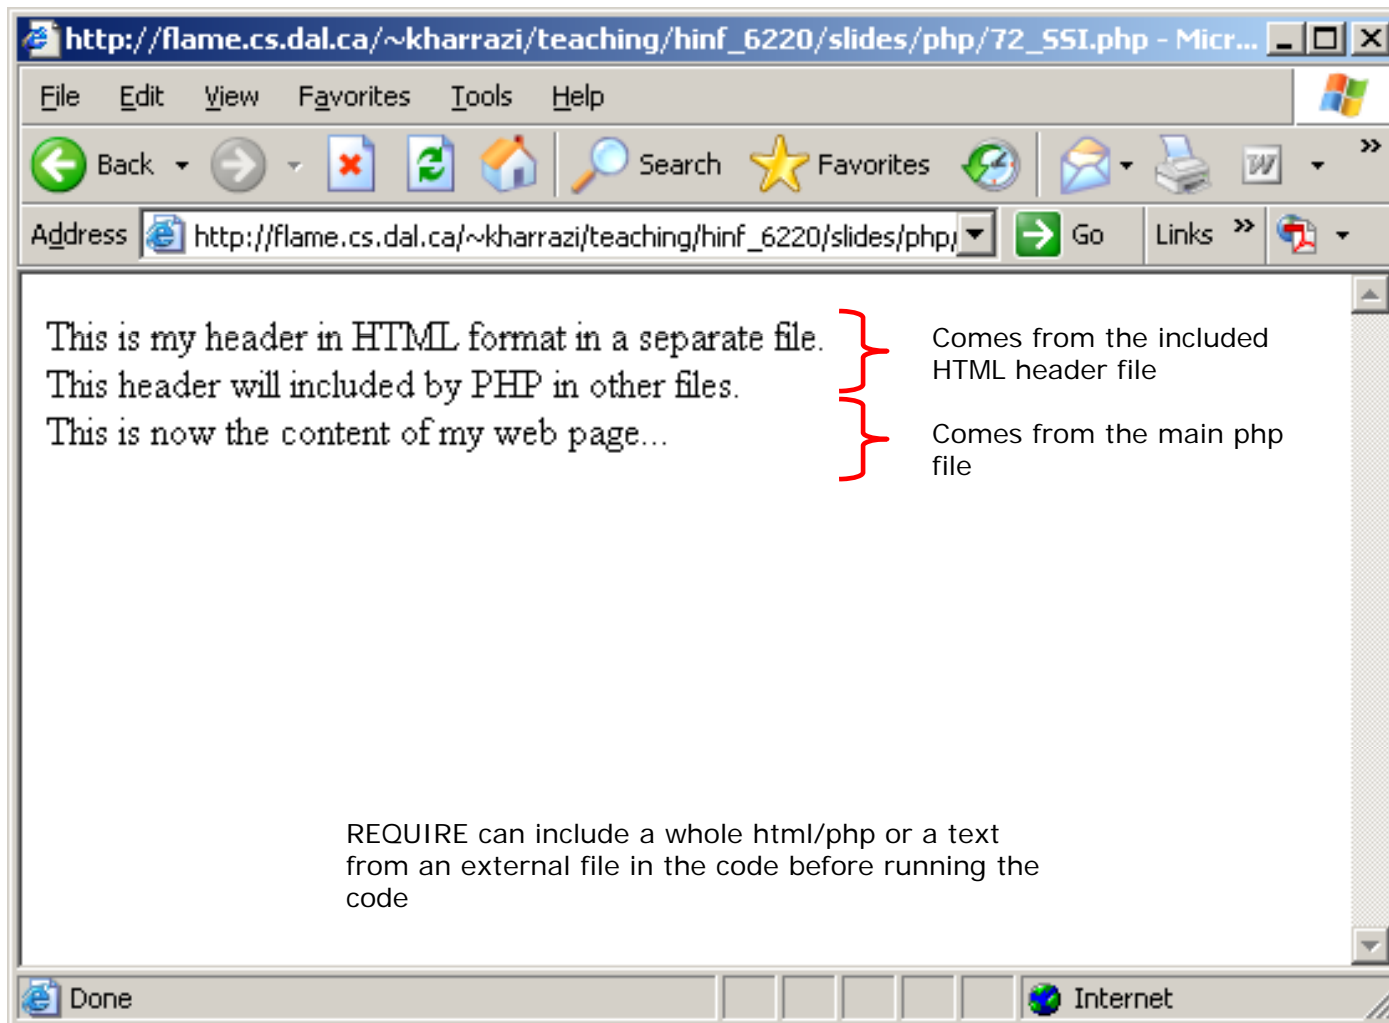 http://flame.cs.dal.ca/~kharrazi/teaching/hinf_6220/slides/php/72_SSI.php - Micr...
File Edit View Favorites Tools Help
Back Search Favorites W »
Address http://flame.cs.dal.ca/~kharrazi/teaching/hinf_6220/slides/php/ Go Links »
This is my header in HTML format in a separate file.
This header will included by PHP in other files.
This is now the content of my web page...
Comes from the included
HTML header file
Comes from the main php
file
REQUIRE can include a whole html/php or a text
from an external file in the code before running the
code
Done Internet